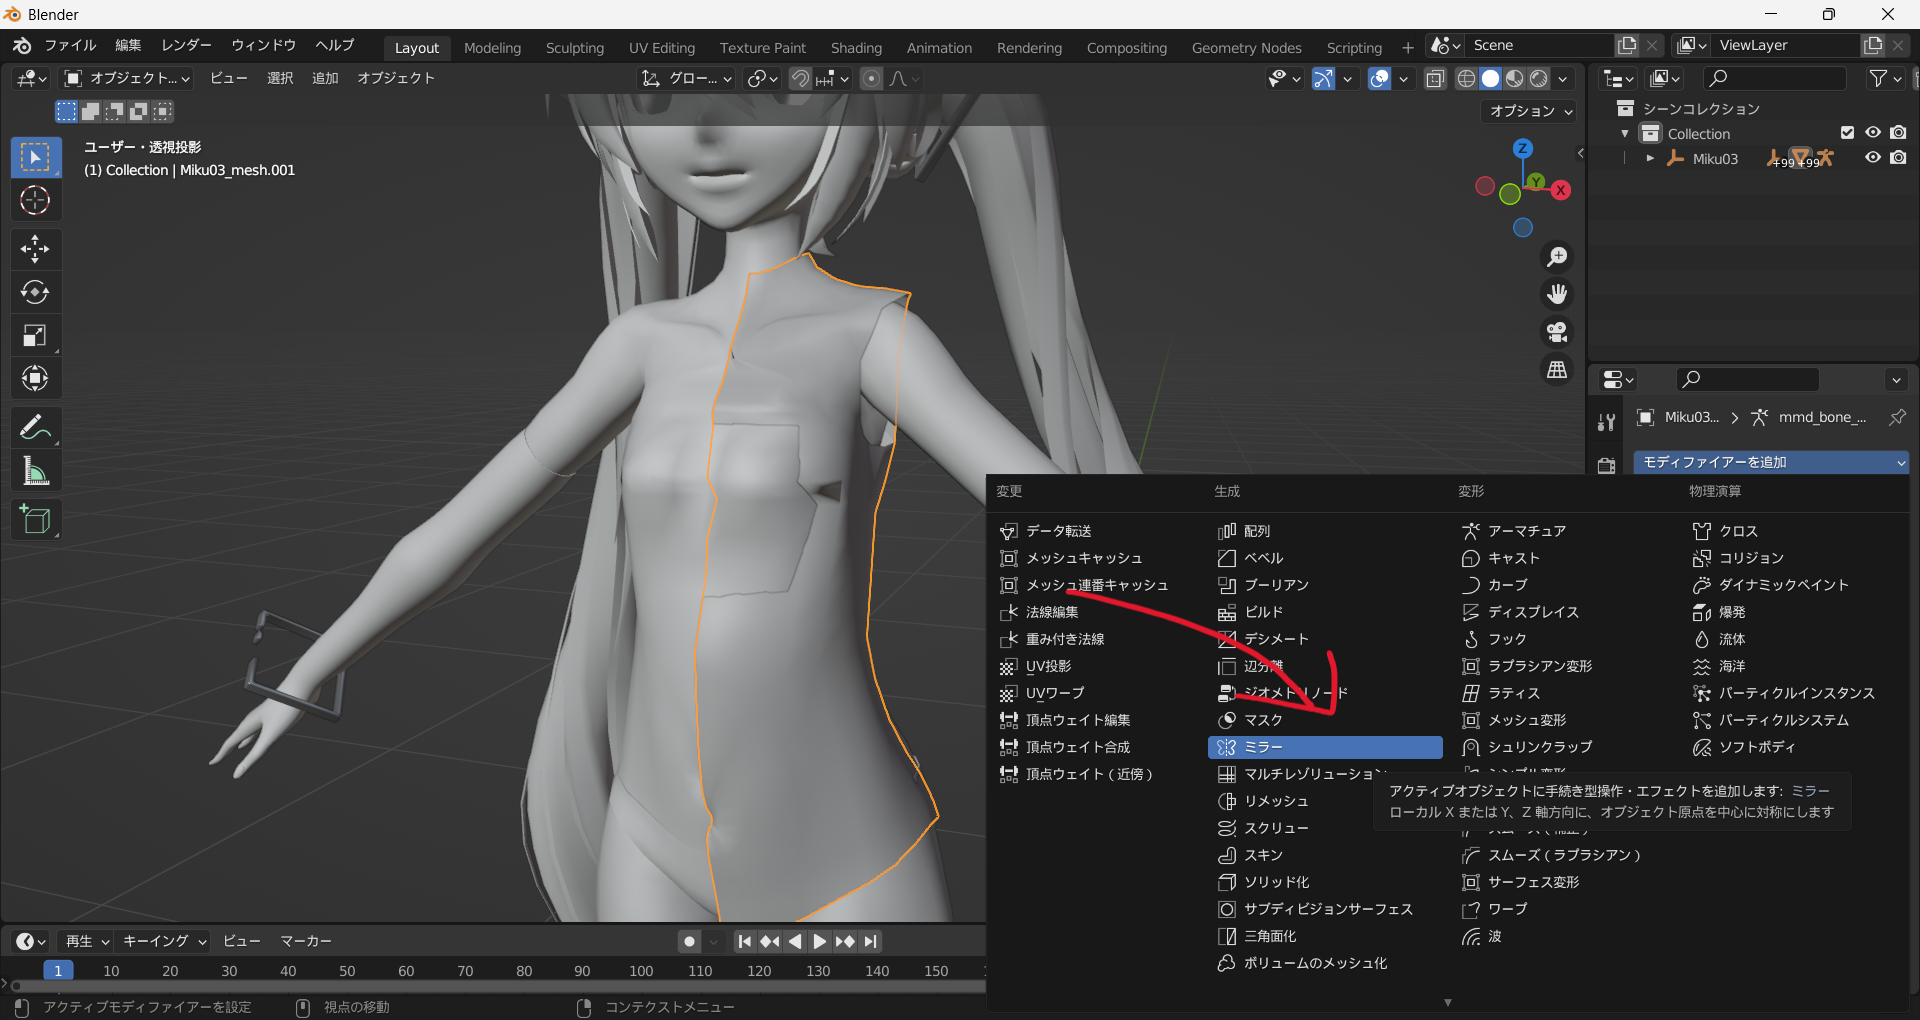 Blender
ファイル 編集 レンダー ウィンドウ ヘルプ Layout Modeling Sculpting UV Editing Texture Paint Shading Animation Rendering Compositing Geometry Nodes Scripting + Scene ViewLayer
オブジェクト... ビュー 選択 追加 オブジェクト グロー...
オプション
ユーザー・透視投影
(1) Collection | Miku03_mesh.001
Z
Y
X
シーンコレクション
Collection
Miku03 +99 +99
Miku03... mmd_bone_...
モディファイアーを追加
変更
データ転送
メッシュキャッシュ
メッシュ連番キャッシュ
法線編集
重み付き法線
UV投影
UVワープ
頂点ウェイト編集
頂点ウェイト合成
頂点ウェイト(近傍)
生成
配列
ベベル
ブーリアン
ビルド
デシメート
辺分離
ジオメトリノード
マスク
ミラー
マルチレゾリューション
リメッシュ
スクリュー
スキン
ソリッド化
サブディビジョンサーフェス
三角面化
ボリュームのメッシュ化
変形
アーマチュア
キャスト
カーブ
ディスプレイス
フック
ラプラシアン変形
ラティス
メッシュ変形
シュリンクラップ
スムーズ(ラプラシアン)
サーフェス変形
ワープ
波
物理演算
クロス
コリジョン
ダイナミックペイント
爆発
流体
海洋
パーティクルインスタンス
パーティクルシステム
ソフトボディ
アクティブオブジェクトに手続き型操作・エフェクトを追加します: ミラー
ローカル X または Y、Z 軸方向に、オブジェクト原点を中心に対称にします
再生 キーイング ビュー マーカー
1 10 20 30 40 50 60 70 80 90 100 110 120 130 140 150
アクティブモディファイアーを設定 視点の移動 コンテクストメニュー